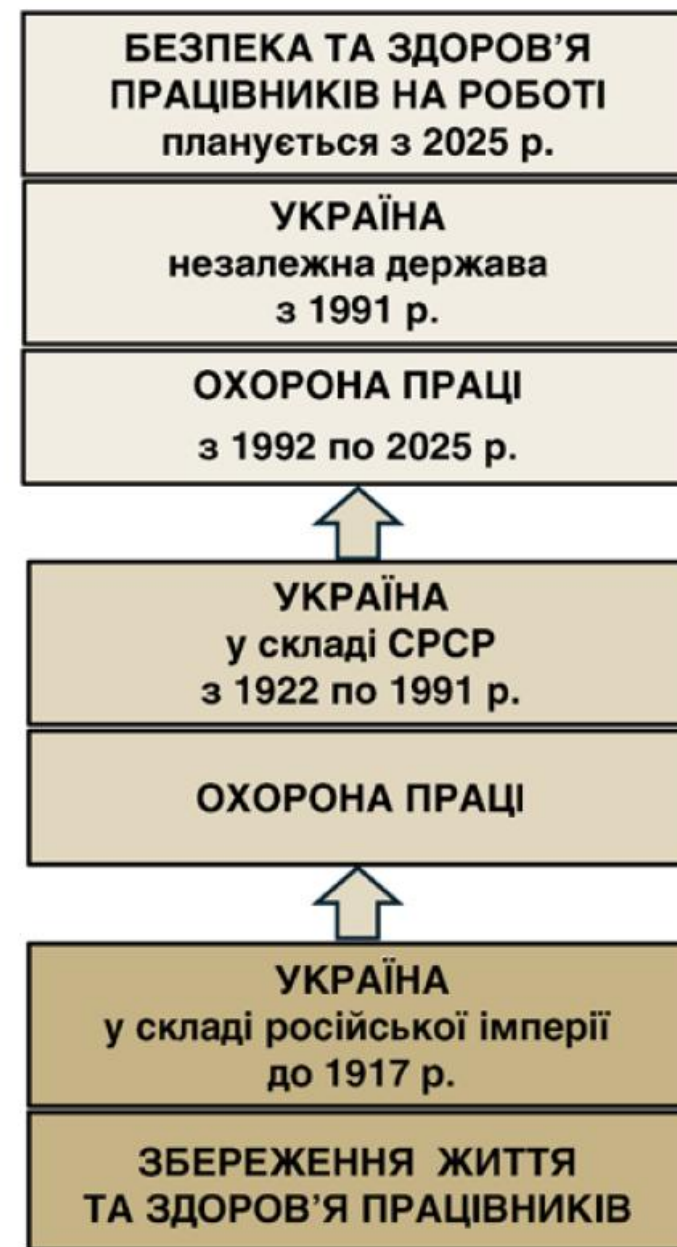 БЕЗПЕКА ТА ЗДОРОВ’Я
ПРАЦІВНИКІВ НА РОБОТІ
планується з 2025 р.
УКРАЇНА
незалежна держава
з 1991 р.
ОХОРОНА ПРАЦІ
з 1992 по 2025 р.
УКРАЇНА
у складі СРСР
з 1922 по 1991 р.
ОХОРОНА ПРАЦІ
УКРАЇНА
у складі російської імперії
до 1917 р.
ЗБЕРЕЖЕННЯ ЖИТТЯ
ТА ЗДОРОВ’Я ПРАЦІВНИКІВ